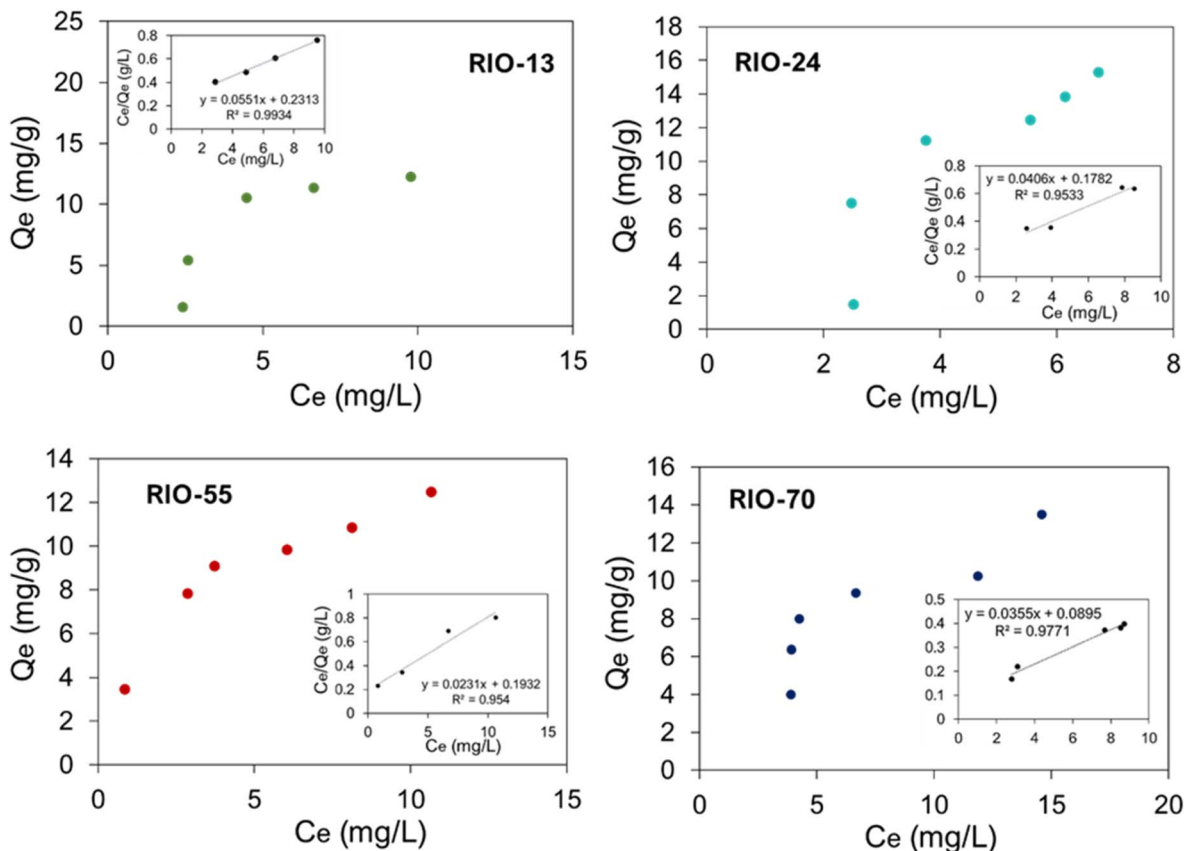 RIO-13
Qe (mg/g)
25
20
15
10
5
0
0 5 10 15
Ce (mg/L)
Ce/Qe (g/L)
0.8
0.6
0.4
0.2
0
y = 0.0551x + 0.2313
R² = 0.9934
0 2 4 6 8 10
Ce (mg/L)
RIO-24
Qe (mg/g)
18
16
14
12
10
8
6
4
2
0
0 2 4 6 8
Ce (mg/L)
Ce/Qe (g/L)
0.8
0.6
0.4
0.2
0
y = 0.0406x + 0.1782
R² = 0.9533
0 2 4 6 8 10
Ce (mg/L)
RIO-55
Qe (mg/g)
14
12
10
8
6
4
2
0
0 5 10 15
Ce (mg/L)
Ce/Qe (g/L)
1
0.8
0.6
0.4
0.2
0
y = 0.0231x + 0.1932
R² = 0.954
0 5 10 15
Ce (mg/L)
RIO-70
Qe (mg/g)
16
14
12
10
8
6
4
2
0
0 5 10 15 20
Ce (mg/L)
0.5
0.4
0.3
0.2
0.1
0
y = 0.0355x + 0.0895
R² = 0.9771
0 2 4 6 8 10